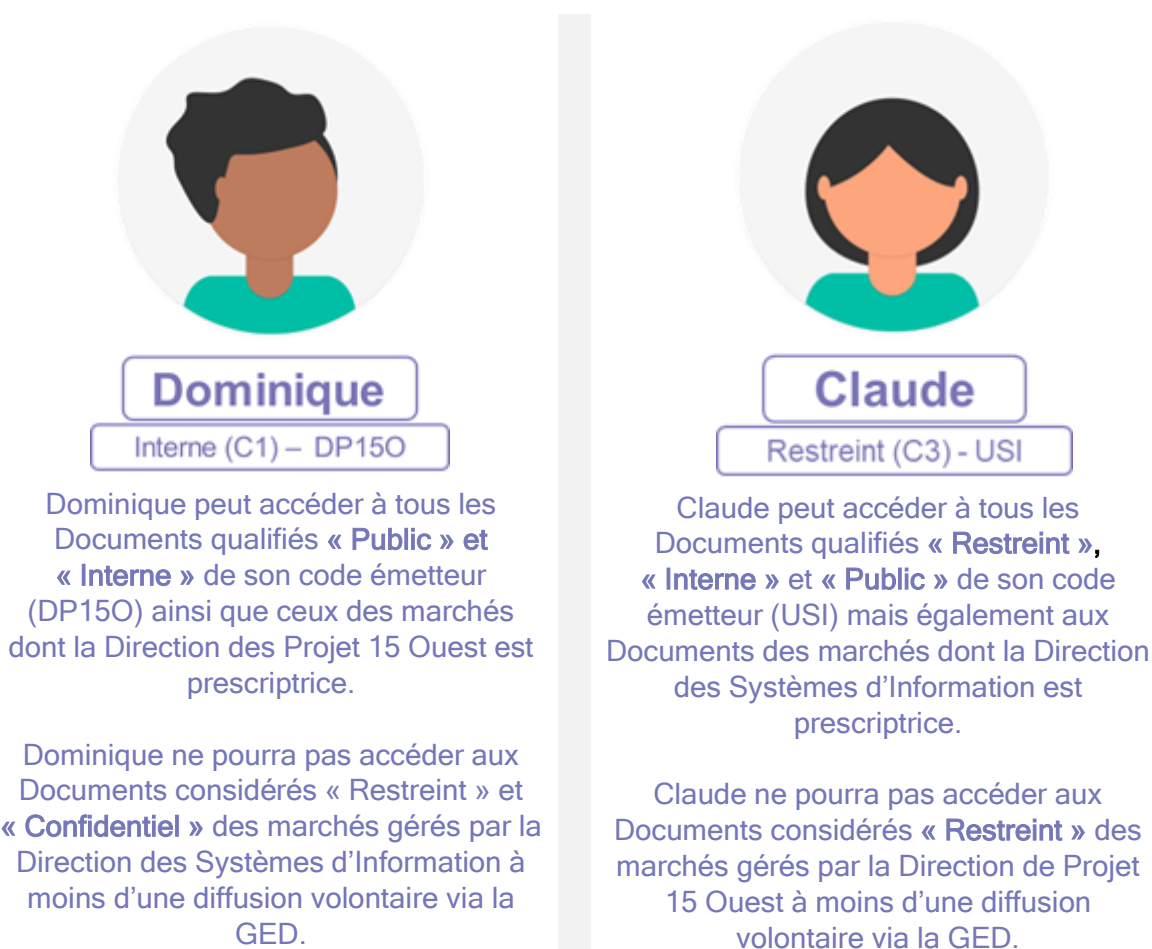 Dominique
Interne (C1) – DP15O
Dominique peut accéder à tous les
Documents qualifiés « Public » et
« Interne » de son code émetteur
(DP15O) ainsi que ceux des marchés
dont la Direction des Projet 15 Ouest est
prescriptrice.
Dominique ne pourra pas accéder aux
Documents considérés « Restreint » et
« Confidentiel » des marchés gérés par la
Direction des Systèmes d’Information à
moins d’une diffusion volontaire via la
GED.
Claude
Restreint (C3) - USI
Claude peut accéder à tous les
Documents qualifiés « Restreint »,
« Interne » et « Public » de son code
émetteur (USI) mais également aux
Documents des marchés dont la Direction
des Systèmes d’Information est
prescriptrice.
Claude ne pourra pas accéder aux
Documents considérés « Restreint » des
marchés gérés par la Direction de Projet
15 Ouest à moins d’une diffusion
volontaire via la GED.